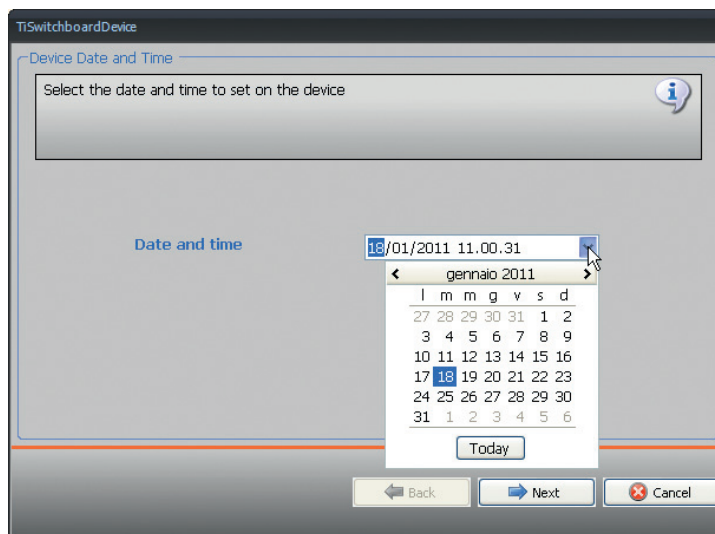 TiSwitchboardDevice
Device Date and Time
Select the date and time to set on the device
Date and time
18/01/2011 11.00.31
gennaio 2011
l m m g v s d
27 28 29 30 31 1 2
3 4 5 6 7 8 9
10 11 12 13 14 15 16
17 18 19 20 21 22 23
24 25 26 27 28 29 30
31 1 2 3 4 5 6
Today
Back Next Cancel